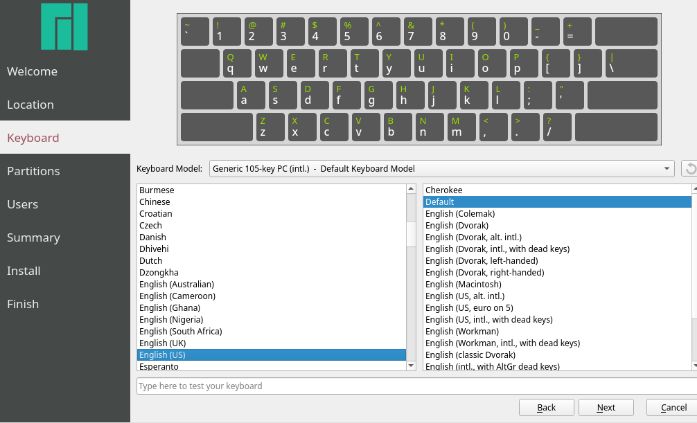 ~ ! @ # $ % ^ & * ( ) _ +
` 1 2 3 4 5 6 7 8 9 0 - =
Q W E R T Y U I O P { } |
q w e r t y u i o p [ ] \
A S D F G H J K L : "
a s d f g h j k l ; '
Z X C V B N M < > ?
z x c v b n m , . /
Welcome
Location
Keyboard
Partitions
Users
Summary
Install
Finish
Keyboard Model: Generic 105-key PC (intl.) - Default Keyboard Model
Burmese
Chinese
Croatian
Czech
Danish
Dhivehi
Dutch
Dzongkha
English (Australian)
English (Cameroon)
English (Ghana)
English (Nigeria)
English (South Africa)
English (UK)
English (US)
Esperanto
Cherokee
Default
English (Colemak)
English (Dvorak)
English (Dvorak, alt. intl.)
English (Dvorak, intl., with dead keys)
English (Dvorak, left-handed)
English (Dvorak, right-handed)
English (Macintosh)
English (US, alt. intl.)
English (US, euro on 5)
English (US, intl., with dead keys)
English (Workman)
English (Workman, intl., with dead keys)
English (classic Dvorak)
English (intl., with AltGr dead keys)
Type here to test your keyboard
Back Next Cancel